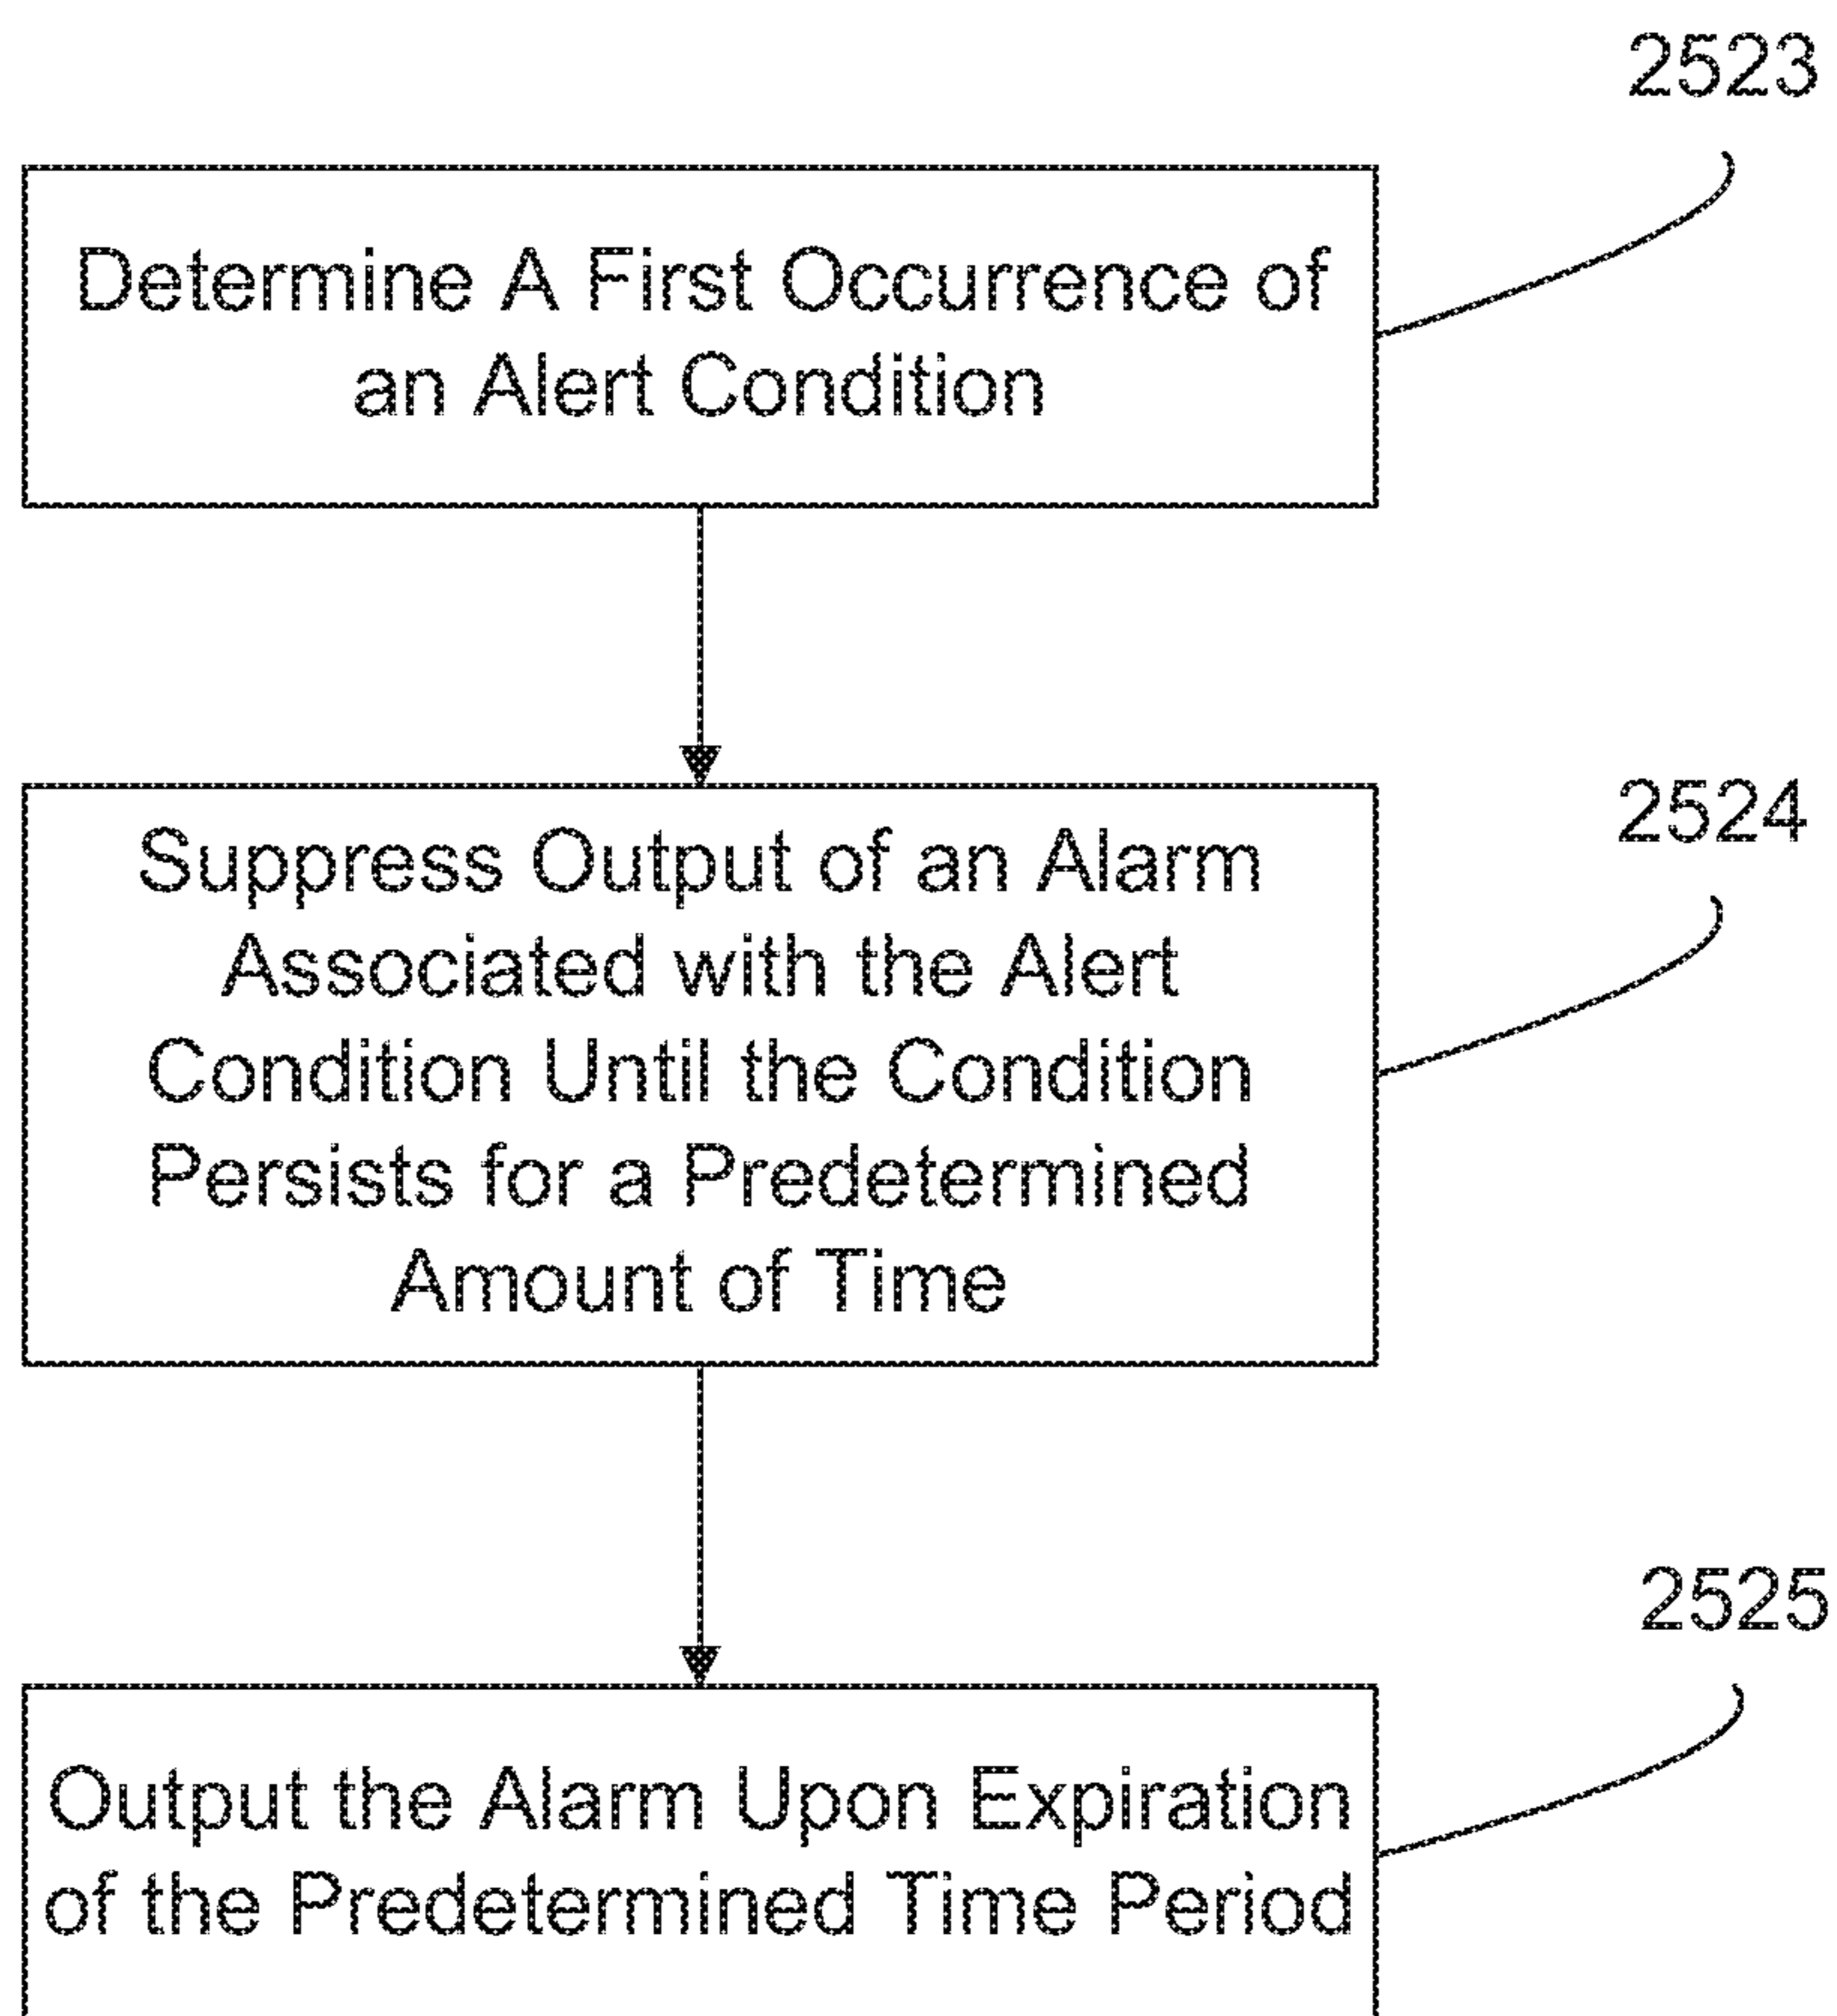 2523
Determine A First Occurrence of
an Alert Condition
2524
Suppress Output of an Alarm
Associated with the Alert
Condition Until the Condition
Persists for a Predetermined
Amount of Time
2525
Output the Alarm Upon Expiration
of the Predetermined Time Period